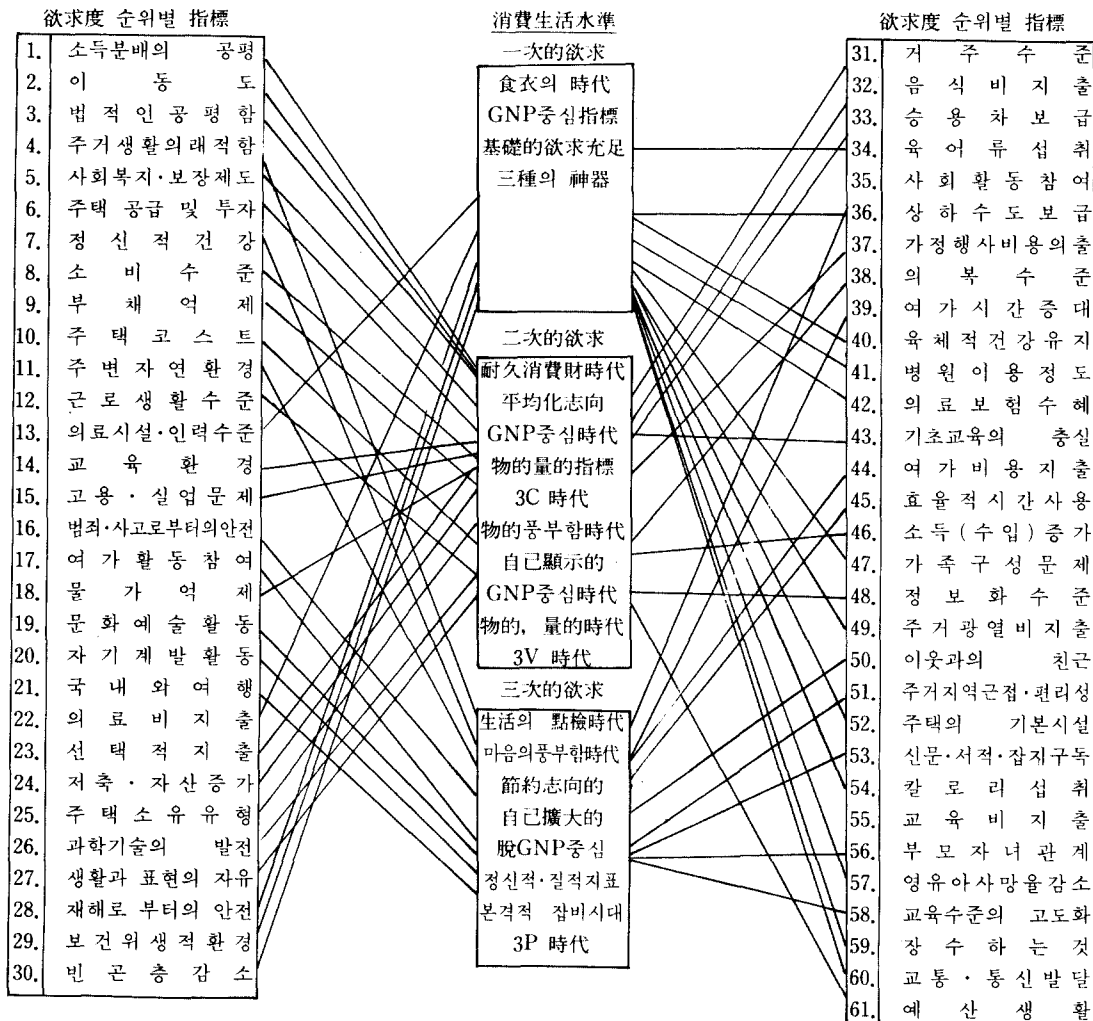 欲求度 순위별 指標
1. 소득분배의 공평
2. 이동도
3. 법적인공평함
4. 주거생활의래적함
5. 사회복지·보장제도
6. 주택 공급 및 투자
7. 정신적건강
8. 소비수준
9. 부채억제
10. 주택코스트
11. 주변자연환경
12. 근로생활수준
13. 의료시설·인력수준
14. 교육환경
15. 고용·실업문제
16. 범죄·사고로부터의안전
17. 여가활동참여
18. 물가억제
19. 문화예술활동
20. 자기계발활동
21. 국내와여행
22. 의료비지출
23. 선택적지출
24. 저축·자산증가
25. 주택소유유형
26. 과학기술의 발전
27. 생활과 표현의 자유
28. 재해로 부터의 안전
29. 보건위생적환경
30. 빈곤층감소
消費生活水準
一次的欲求
食衣의 時代
GNP중심指標
基礎的欲求充足
三種의 神器
二次的欲求
耐久消費財時代
平均化志向
GNP중심時代
物的量的指標
3C 時代
物的풍부함時代
自己顯示的
GNP중심時代
物的, 量的時代
3V 時代
三次的欲求
生活의 點檢時代
마음의풍부함時代
節約志向的
自己擴大的
脫GNP중심
정신적·질적지표
본격적 잡비시대
3P 時代
欲求度 순위별 指標
31. 거주수준
32. 음식비지출
33. 승용차보급
34. 육어류섭취
35. 사회활동참여
36. 상하수도보급
37. 가정행사비용의출
38. 의복수준
39. 여가시간증대
40. 육체적건강유지
41. 병원이용정도
42. 의료보험수혜
43. 기초교육의 충실
44. 여가비용지출
45. 효율적시간사용
46. 소득(수입)증가
47. 가족구성문제
48. 정보화수준
49. 주거광열비지출
50. 이웃과의 친근
51. 주거지역근접·편리성
52. 주택의 기본시설
53. 신문·서적·잡지구독
54. 칼로리섭취
55. 교육비지출
56. 부모자녀관계
57. 영유아사망율감소
58. 교육수준의 고도화
59. 장수하는것
60. 교통·통신발달
61. 예산생활